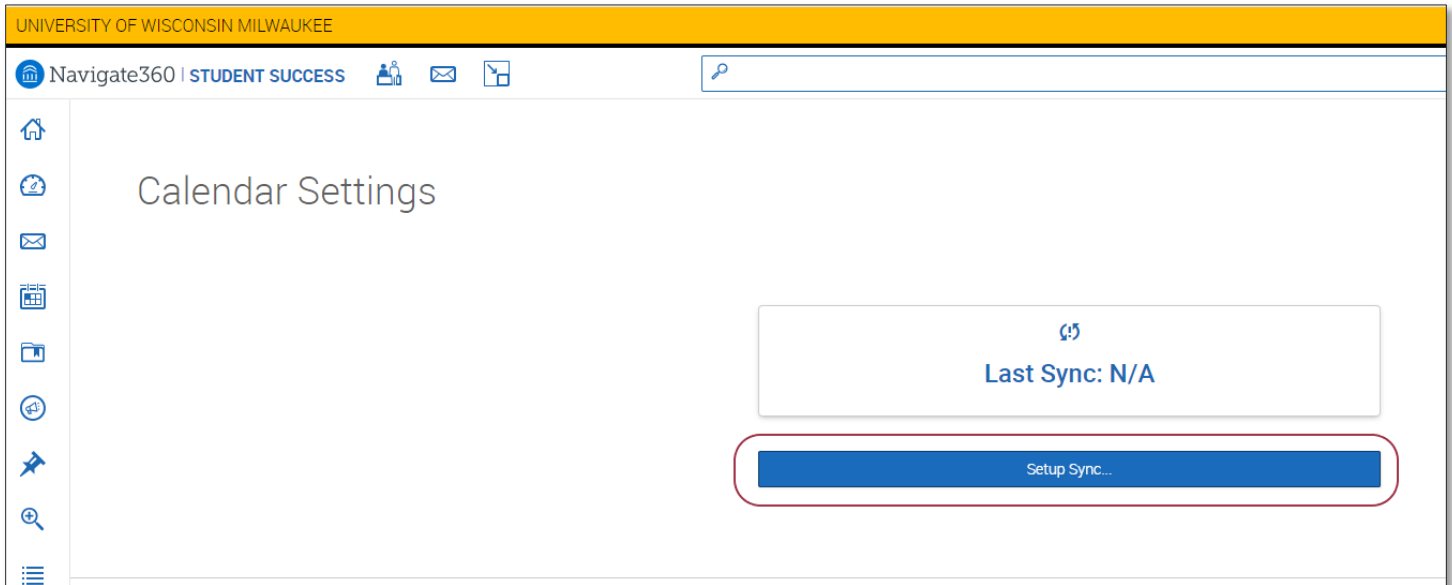 UNIVERSITY OF WISCONSIN MILWAUKEE
Navigate360 | STUDENT SUCCESS
Calendar Settings
Last Sync: N/A
Setup Sync...